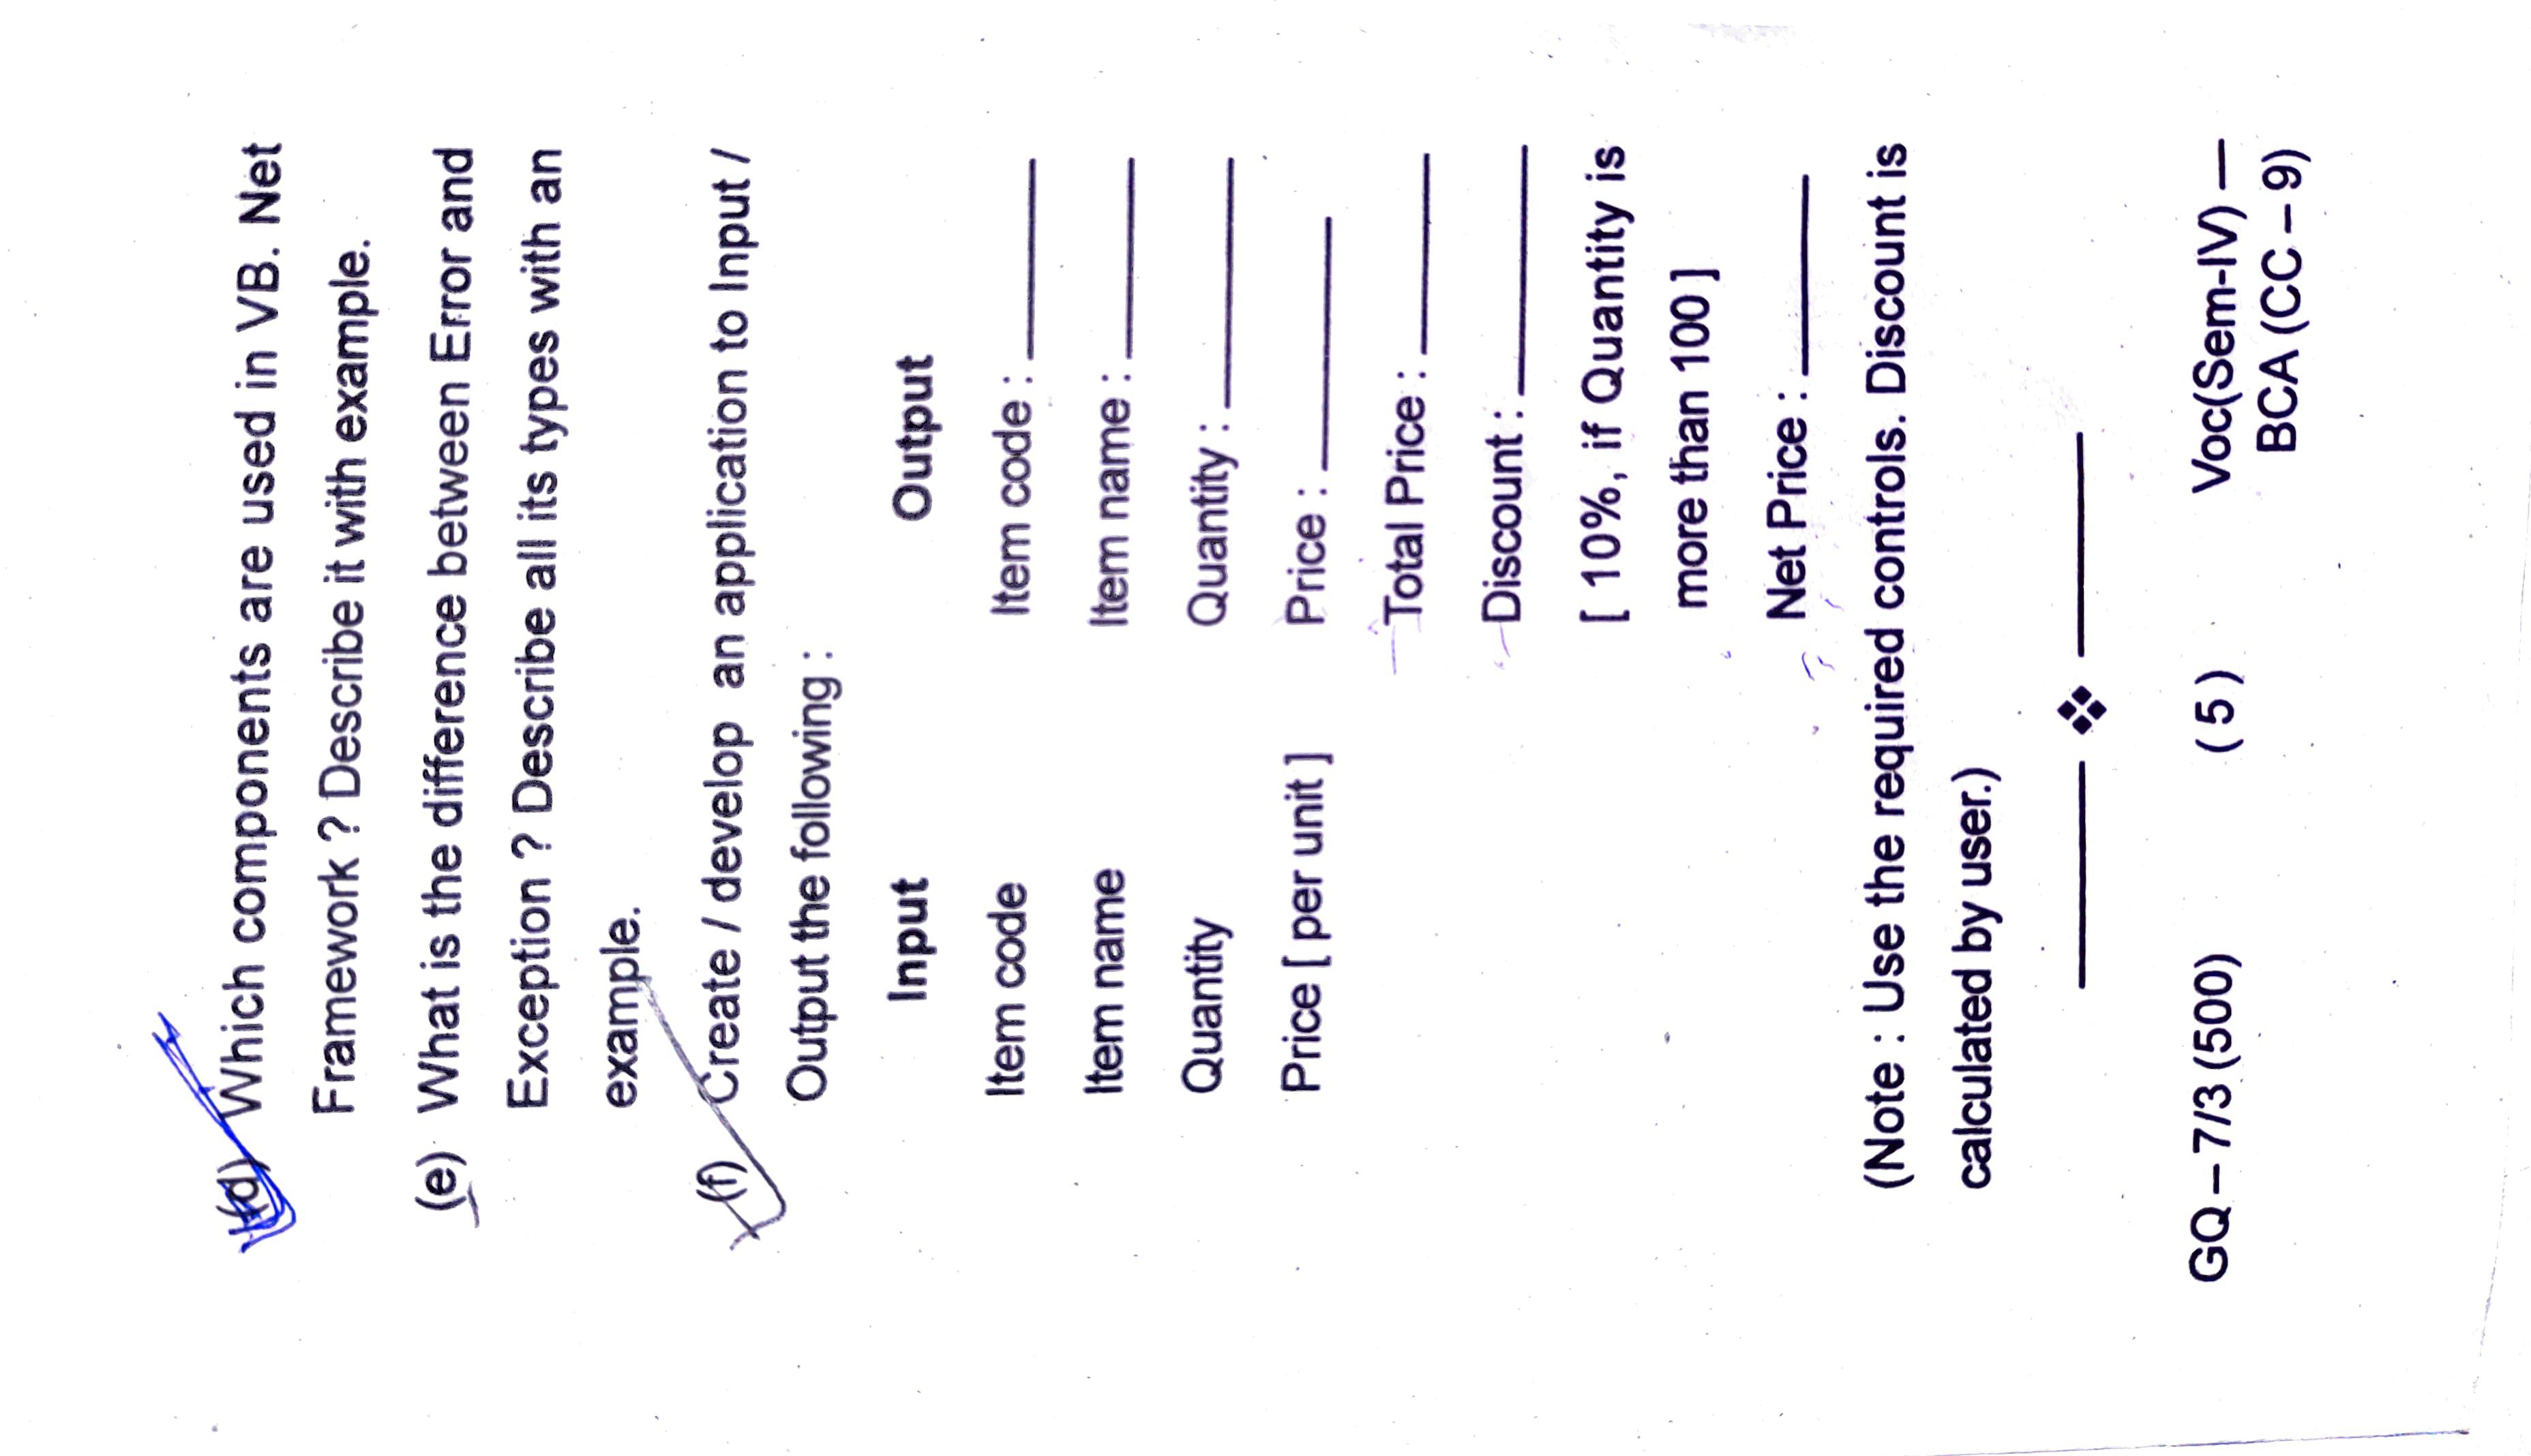 (d) Which components are used in VB. Net
Framework ? Describe it with example.
(e) What is the difference between Error and
Exception ? Describe all its types with an
example.
(f) Create / develop an application to Input /
Output the following :
Input Output
Item code Item code : ________
Item name Item name : ________
Quantity Quantity : __________
Price [ per unit ] Price : __________
Total Price : ________
Discount : __________
[ 10%, if Quantity is
more than 100 ]
Net Price : ________
(Note : Use the required controls. Discount is
calculated by user.)
GQ – 7/3 (500) ( 5 ) Voc(Sem-IV) —
BCA (CC – 9)